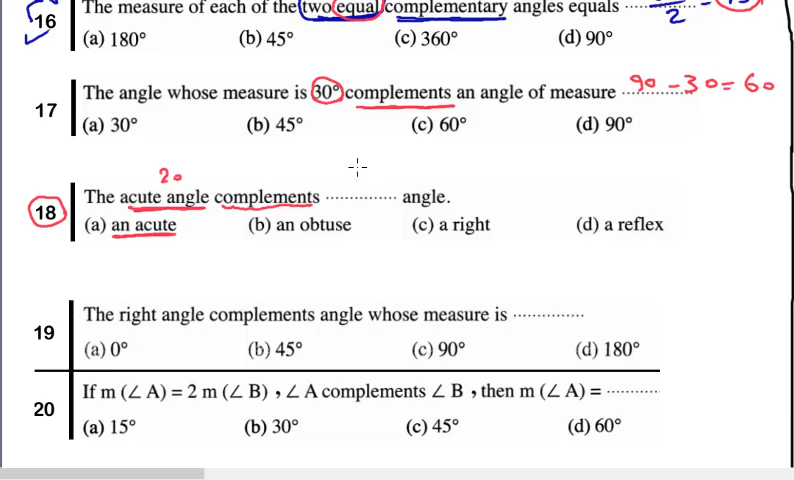 16 The measure of each of the two equal complementary angles equals ..............
2
(a) 180° (b) 45° (c) 360° (d) 90°
17 The angle whose measure is 30° complements an angle of measure .............. 90 - 30 = 60
(a) 30° (b) 45° (c) 60° (d) 90°
20
18 The acute angle complements .............. angle.
(a) an acute (b) an obtuse (c) a right (d) a reflex
19 The right angle complements angle whose measure is ..............
(a) 0° (b) 45° (c) 90° (d) 180°
20 If m (∠ A) = 2 m (∠ B) , ∠ A complements ∠ B , then m (∠ A) = ...........
(a) 15° (b) 30° (c) 45° (d) 60°